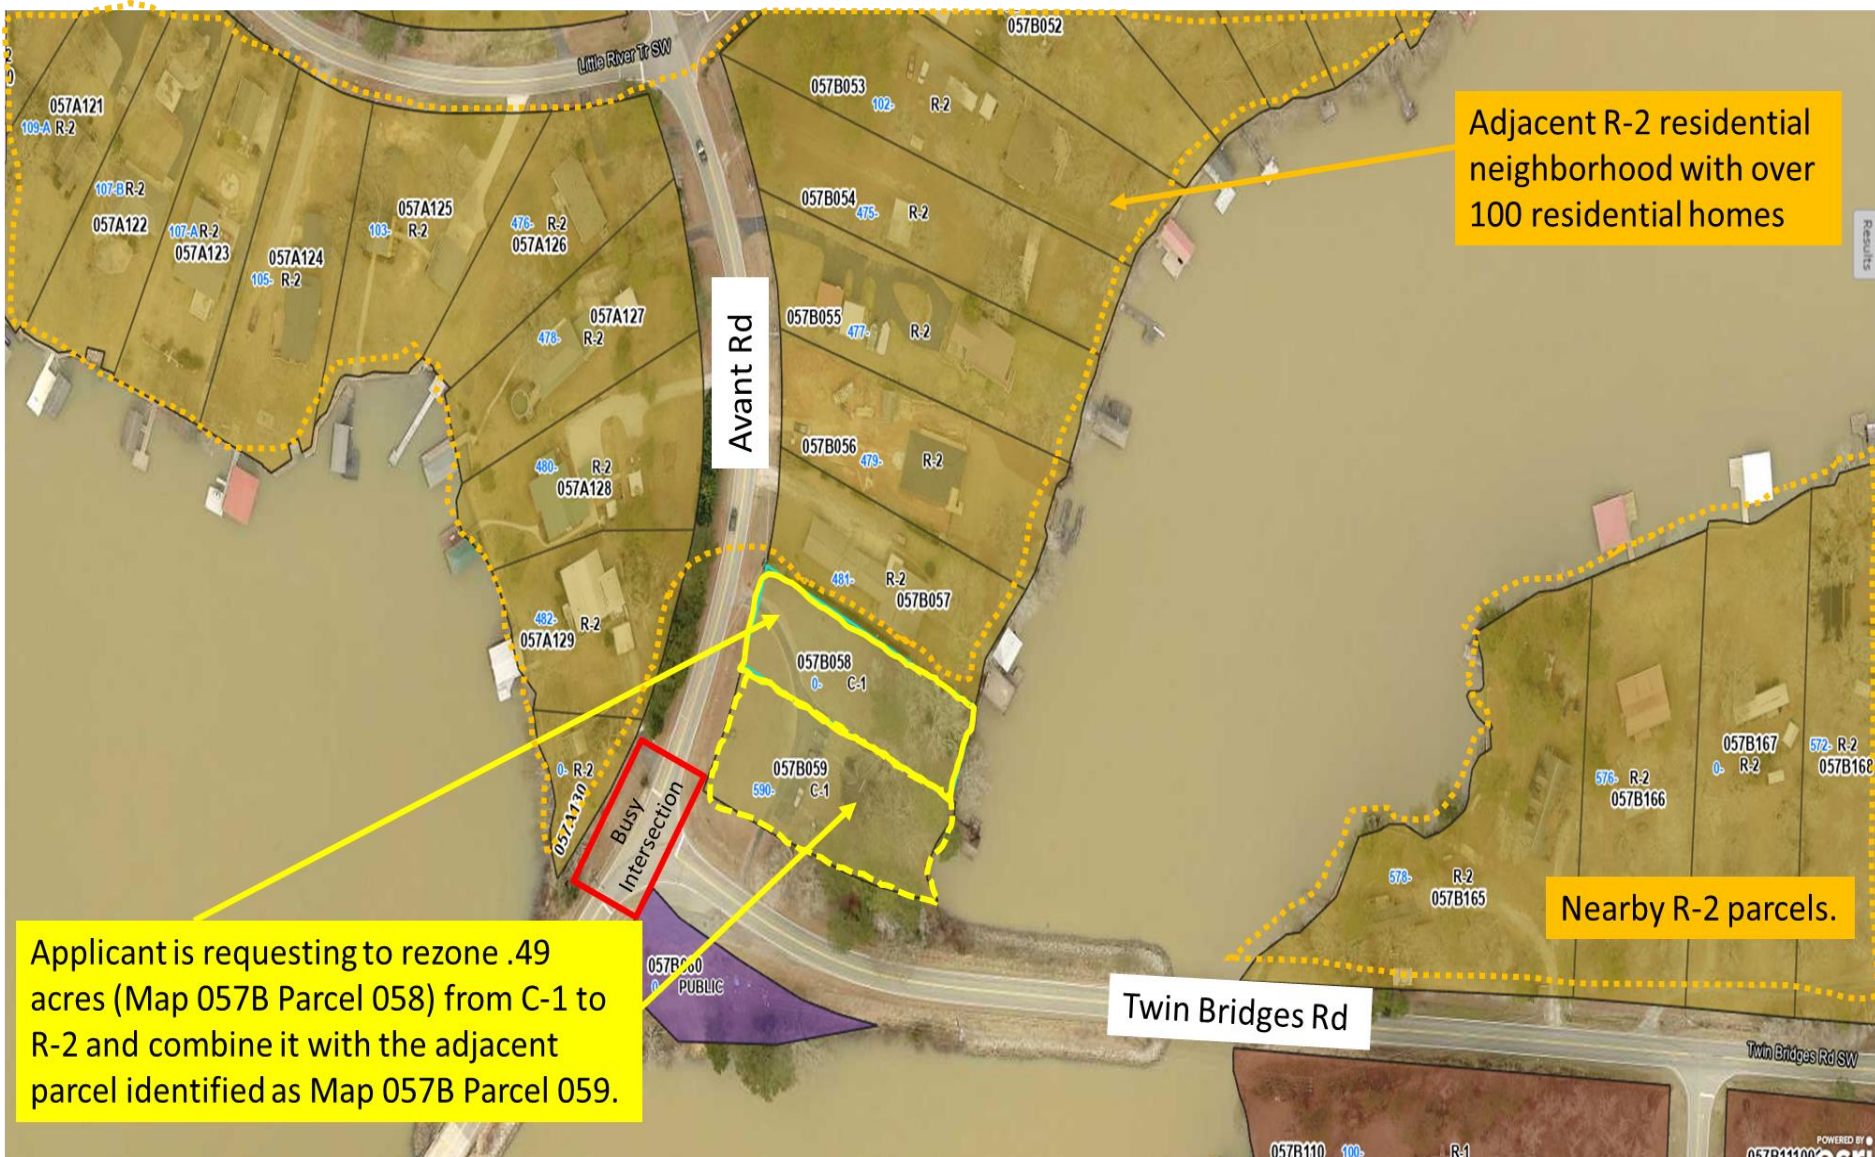 057B052
Little River Tr SW
057B053
102- R-2
Adjacent R-2 residential
neighborhood with over
100 residential homes
Results
057A121
109-A R-2
107-B R-2
057A122
107-A R-2
057A123
057A124
105- R-2
057A125
103- R-2
476- R-2
057A126
057B054
475- R-2
057A127
478- R-2
057B055
477- R-2
Avant Rd
057B056
479- R-2
480- R-2
057A128
481- R-2
057B057
482- R-2
057A129
057B058
0- C-1
057B059
590- C-1
0- R-2
057A130
Busy
Intersection
057B167
0- R-2
572- R-2
057B168
576- R-2
057B166
578- R-2
057B165
Nearby R-2 parcels.
Applicant is requesting to rezone .49
acres (Map 057B Parcel 058) from C-1 to
R-2 and combine it with the adjacent
parcel identified as Map 057B Parcel 059.
057B060
PUBLIC
Twin Bridges Rd
Twin Bridges Rd SW
057B110 100- R-1
POWERED BY
esri